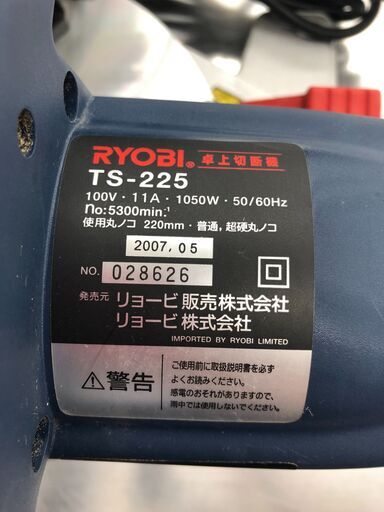 RYOBI® 卓上切断機
TS-225
100V・11A・1050W・50/60Hz
no:5300min⁻¹
使用丸ノコ 220mm・普通,超硬丸ノコ
2007.05
NO. 028626
発売元 リョービ販売株式会社
リョービ株式会社
IMPORTED BY RYOBI LIMITED
警告
ご使用前に取扱説明書を必ず
よくお読みください。
感電のおそれがありますので、
雨中では使用しないでください。